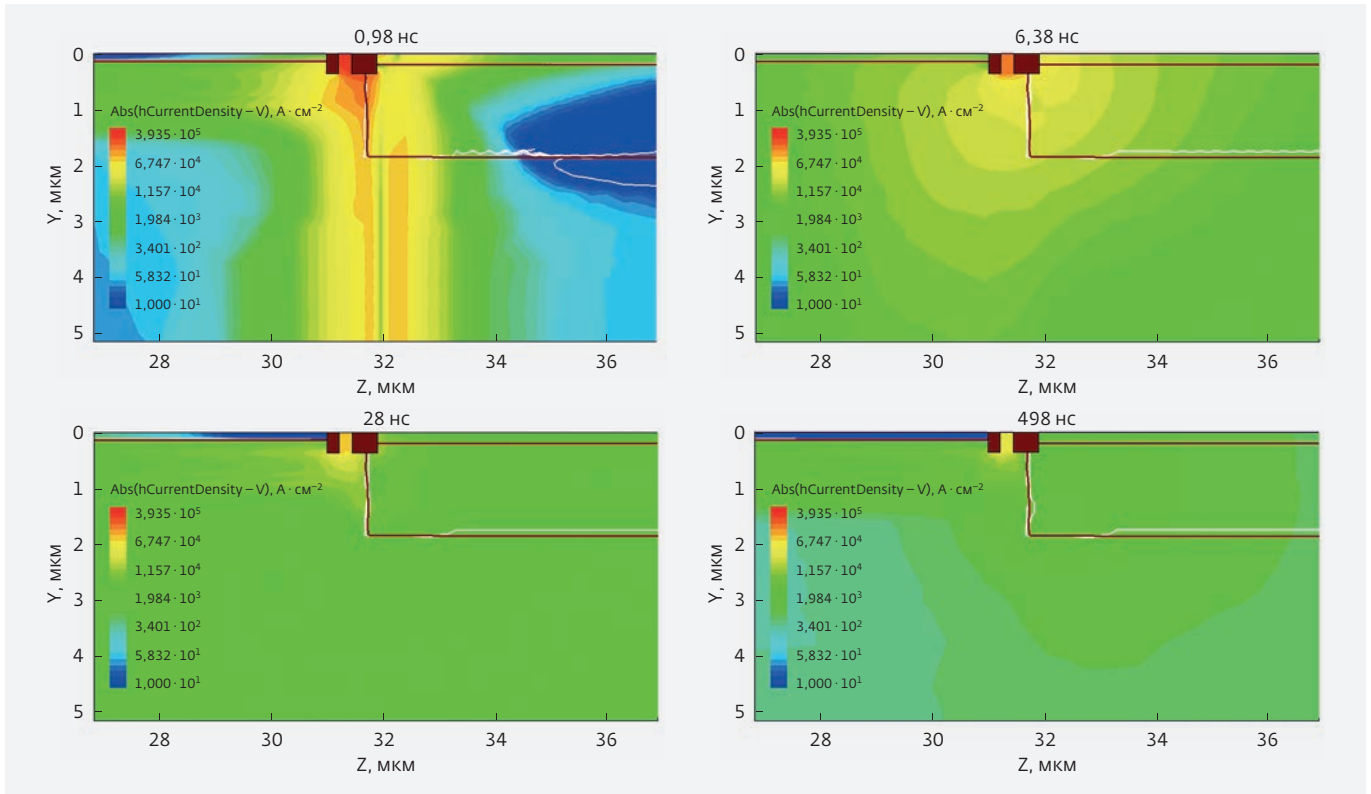 0,98 нс
0
1
2
3
4
5
Y, мкм
Abs(hCurrentDensity – V), А · см⁻²
3,935 · 10⁵
6,747 · 10⁴
1,157 · 10⁴
1,984 · 10³
3,401 · 10²
5,832 · 10¹
1,000 · 10¹
28 30 32 34 36
Z, мкм
6,38 нс
0
1
2
3
4
5
Y, мкм
Abs(hCurrentDensity – V), А · см⁻²
3,935 · 10⁵
6,747 · 10⁴
1,157 · 10⁴
1,984 · 10³
3,401 · 10²
5,832 · 10¹
1,000 · 10¹
28 30 32 34 36
Z, мкм
28 нс
0
1
2
3
4
5
Y, мкм
Abs(hCurrentDensity – V), А · см⁻²
3,935 · 10⁵
6,747 · 10⁴
1,157 · 10⁴
1,984 · 10³
3,401 · 10²
5,832 · 10¹
1,000 · 10¹
28 30 32 34 36
Z, мкм
498 нс
0
1
2
3
4
5
Y, мкм
Abs(hCurrentDensity – V), А · см⁻²
3,935 · 10⁵
6,747 · 10⁴
1,157 · 10⁴
1,984 · 10³
3,401 · 10²
5,832 · 10¹
1,000 · 10¹
28 30 32 34 36
Z, мкм